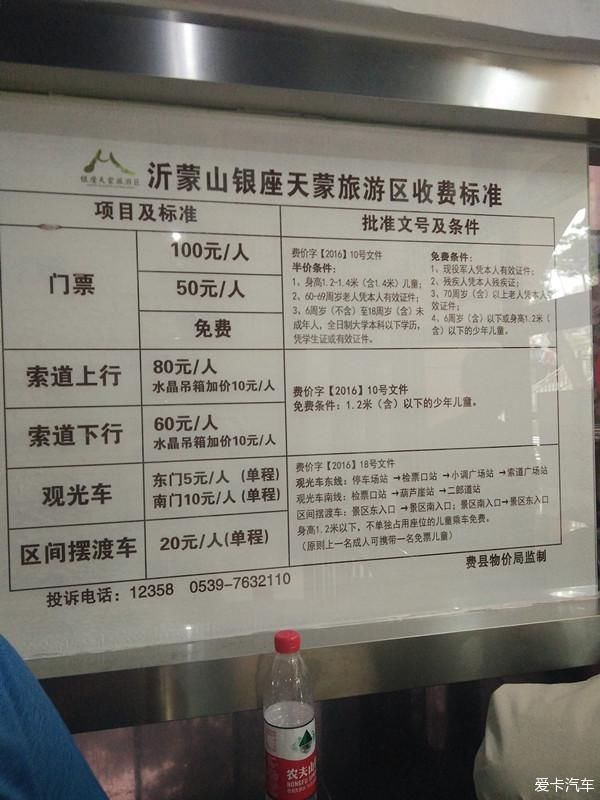 银座天蒙旅游区
沂蒙山银座天蒙旅游区收费标准
项目及标准
批准文号及条件
门票
100元/人
50元/人
免费
费价字【2016】10号文件
半价条件：
1、身高1.2-1.4米（含1.4米）儿童；
2、60-69周岁老人凭本人有效证件；
3、6周岁（不含）至18周岁（含）未
成年人，全日制大学本科以下学历，
凭学生证或有效证件。
免费条件：
1、现役军人凭本人有效证件；
2、残疾人凭本人残疾证；
3、70周岁（含）以上老人凭本人有
效证件；
4、6周岁（含）以下或身高1.2米（
含）以下的少年儿童。
索道上行
80元/人
水晶吊箱加价10元/人
索道下行
60元/人
水晶吊箱加价10元/人
费价字【2016】10号文件
免费条件：1.2米（含）以下的少年儿童。
观光车
东门5元/人（单程）
南门10元/人（单程）
区间摆渡车
20元/人(单程)
费价字【2016】18号文件
观光车东线：停车场站→检票口站→小调广场站→索道广场站
观光车南线：检票口站→葫芦崖站→二郎道站
区间摆渡车：景区东入口→景区南入口；景区南入口→景区东入口
身高1.2米以下，不单独占用座位的儿童乘车免费。
（原则上一名成人可携带一名免票儿童）
费县物价局监制
投诉电话：12358 0539-7632110
农夫山
爱卡汽车